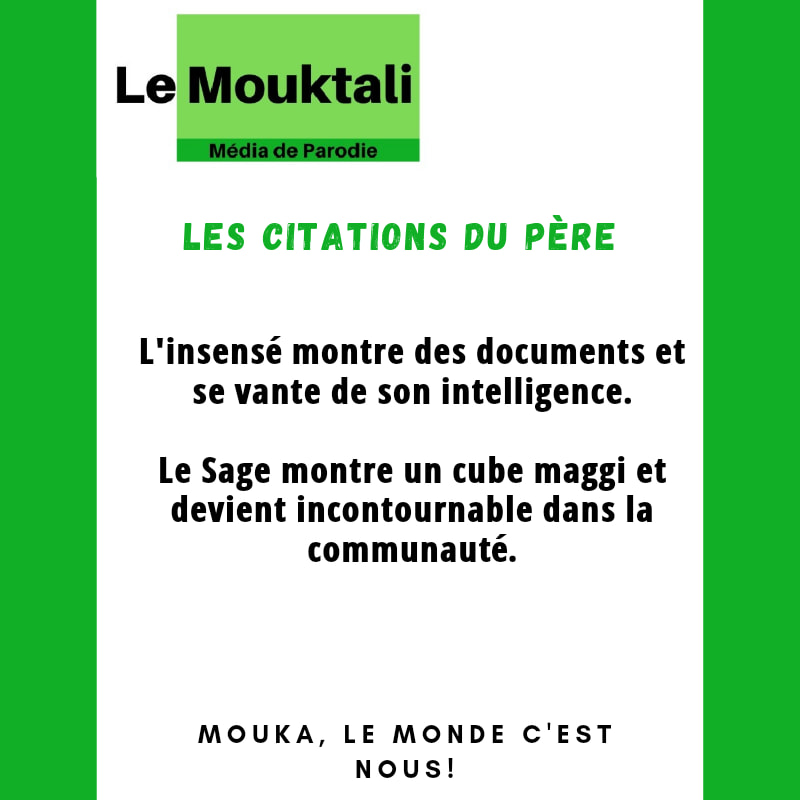 Le Mouktali
Média de Parodie
LES CITATIONS DU PÈRE
L'insensé montre des documents et
se vante de son intelligence.
Le Sage montre un cube maggi et
devient incontournable dans la
communauté.
MOUKA, LE MONDE C'EST
NOUS!